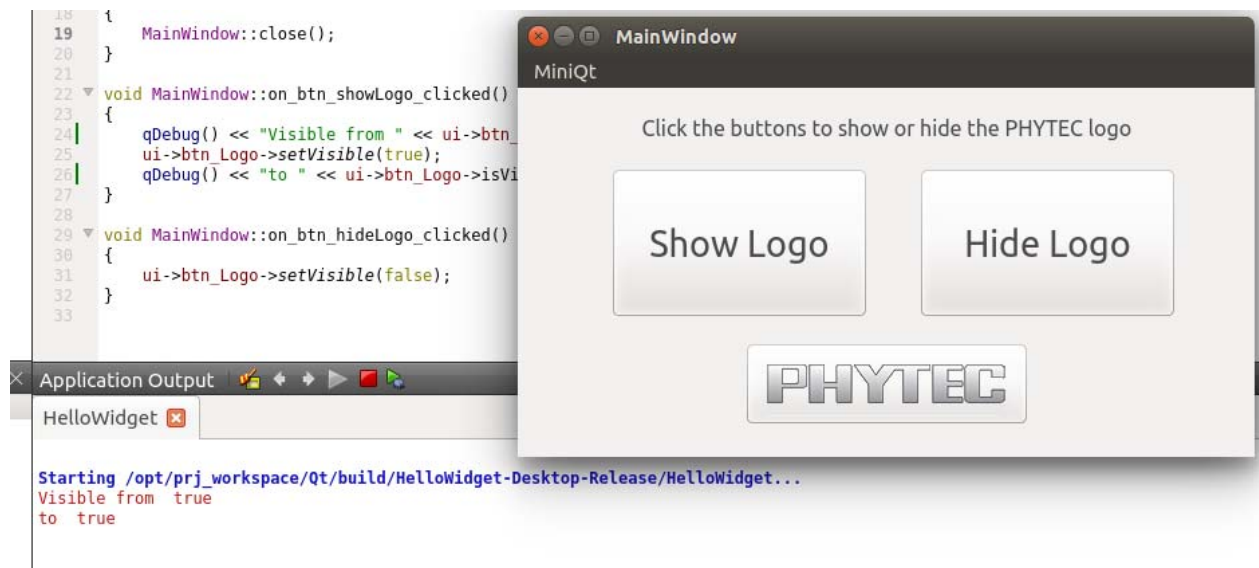 18 {
19 MainWindow::close();
20 }
21
22 void MainWindow::on_btn_showLogo_clicked()
23 {
24 qDebug() << "Visible from " << ui->btn_
25 ui->btn_Logo->setVisible(true);
26 qDebug() << "to " << ui->btn_Logo->isVi
27 }
28
29 void MainWindow::on_btn_hideLogo_clicked()
30 {
31 ui->btn_Logo->setVisible(false);
32 }
33
MainWindow
MiniQt
Click the buttons to show or hide the PHYTEC logo
Show Logo
Hide Logo
PHYTEC
Application Output
HelloWidget
Starting /opt/prj_workspace/Qt/build/HelloWidget-Desktop-Release/HelloWidget...
Visible from  true
to  true